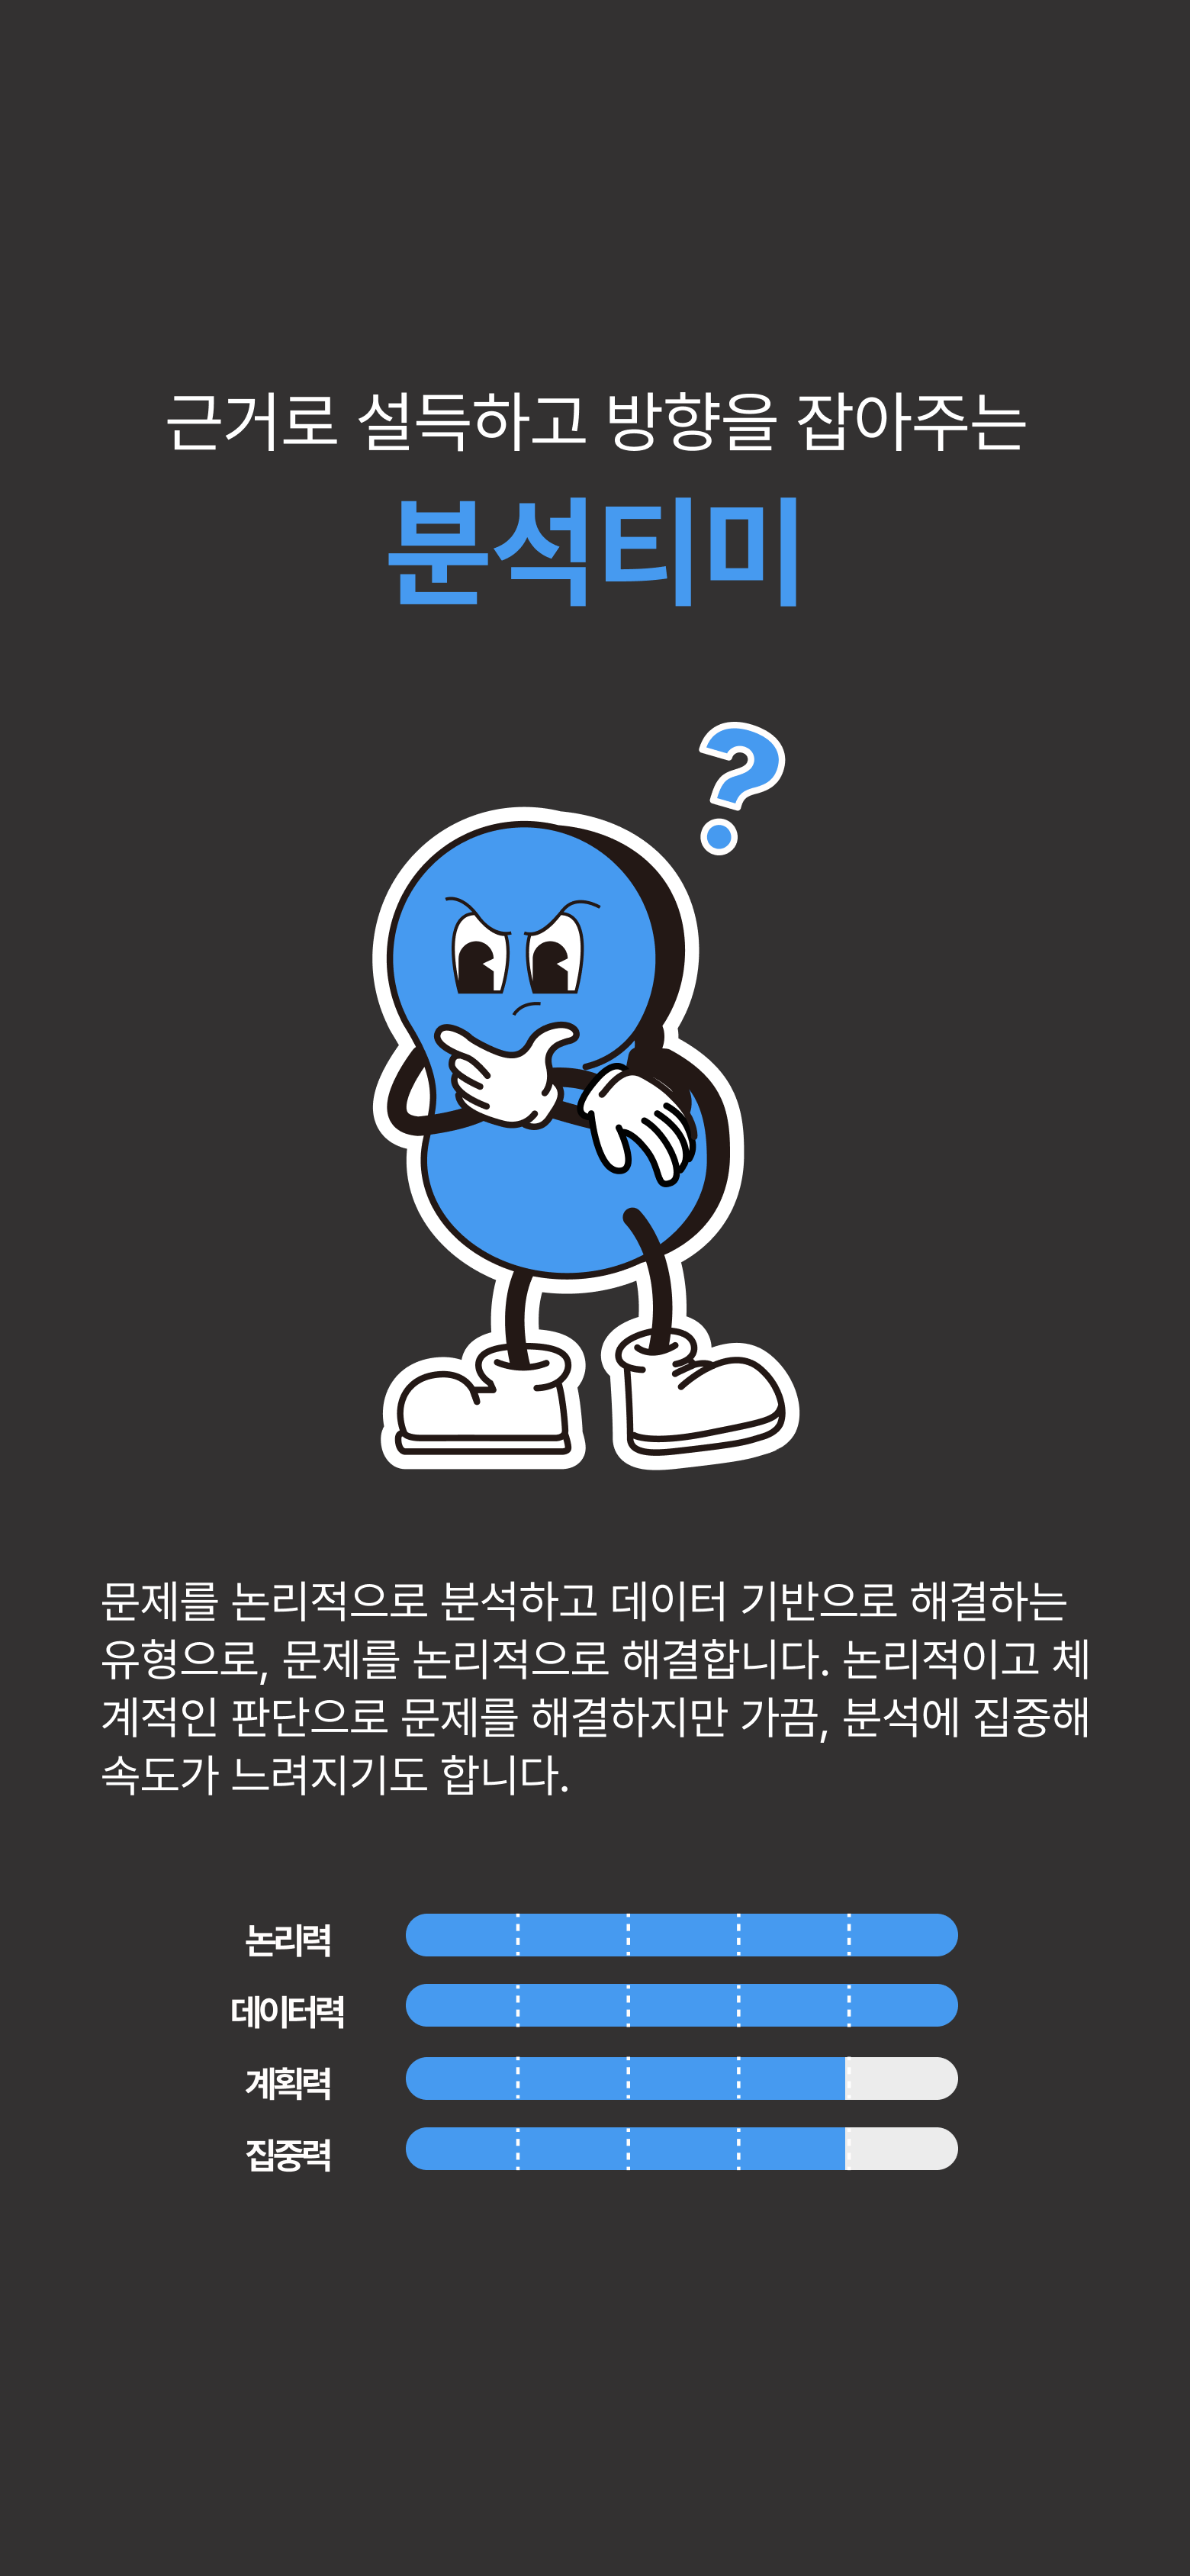 근거로 설득하고 방향을 잡아주는
분석티미
?
문제를 논리적으로 분석하고 데이터 기반으로 해결하는
유형으로, 문제를 논리적으로 해결합니다. 논리적이고 체
계적인 판단으로 문제를 해결하지만 가끔, 분석에 집중해
속도가 느려지기도 합니다.
논리력
데이터력
계획력
집중력